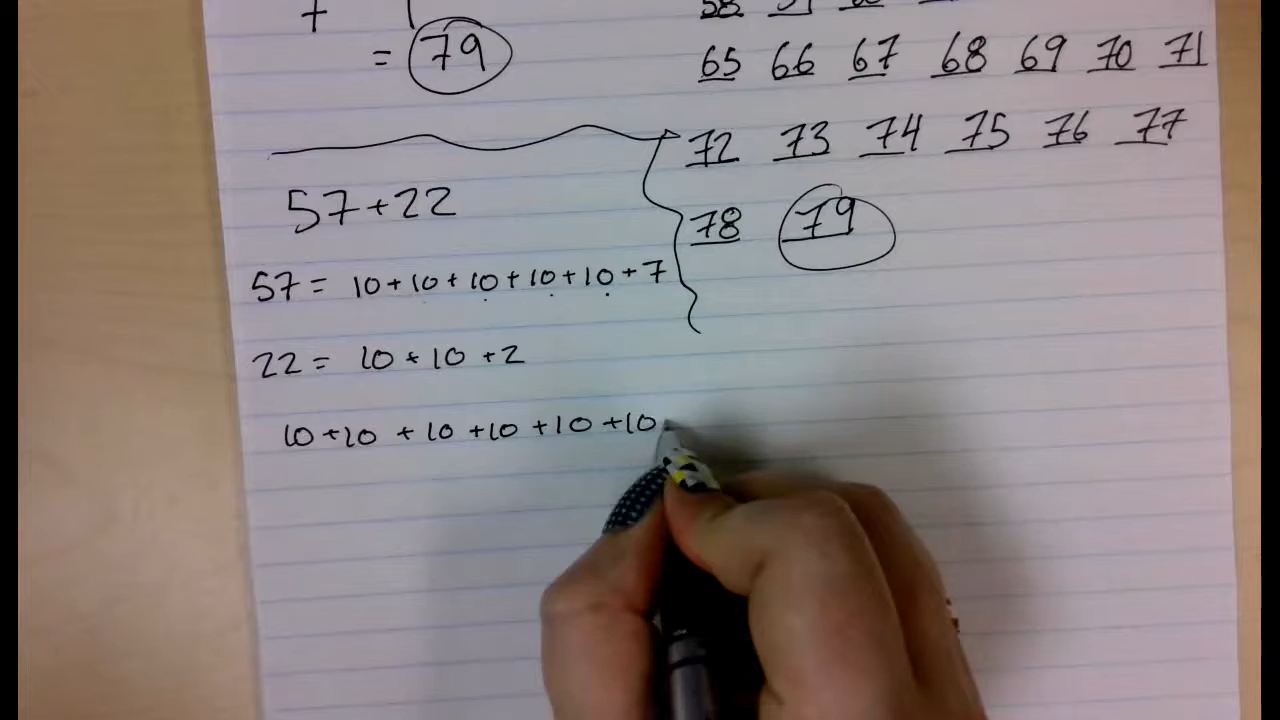 +
= 79
58
65 66 67 68 69 70 71
72 73 74 75 76 77
78 79
57+22
57 = 10+10+10+10+10+7
22 = 10+10+2
10+10+10+10+10+10